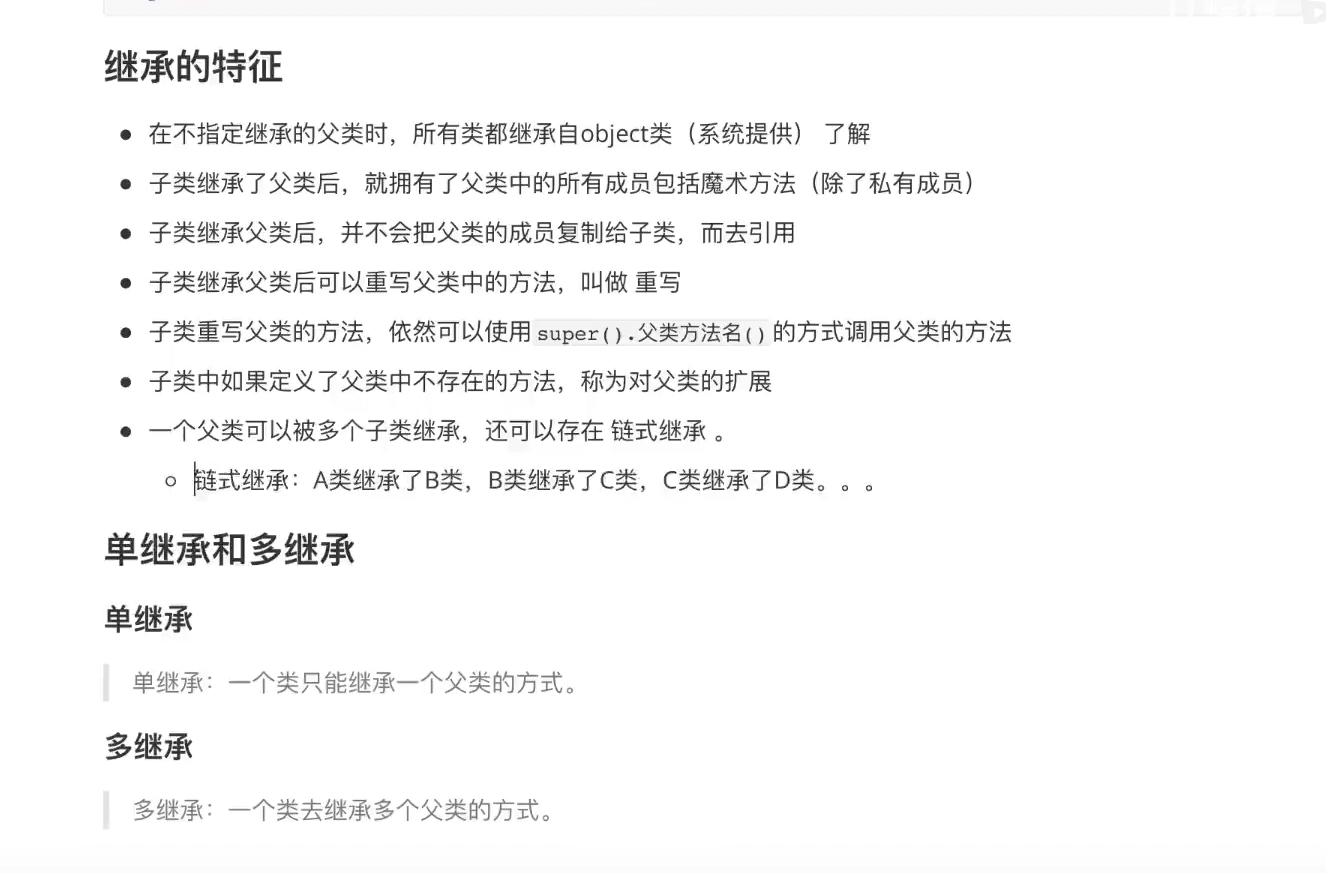 继承的特征
在不指定继承的父类时，所有类都继承自object类（系统提供） 了解
子类继承了父类后，就拥有了父类中的所有成员包括魔术方法（除了私有成员）
子类继承父类后，并不会把父类的成员复制给子类，而去引用
子类继承父类后可以重写父类中的方法，叫做 重写
子类重写父类的方法，依然可以使用super().父类方法名()的方式调用父类的方法
子类中如果定义了父类中不存在的方法，称为对父类的扩展
一个父类可以被多个子类继承，还可以存在 链式继承 。
链式继承：A类继承了B类，B类继承了C类，C类继承了D类。。。
单继承和多继承
单继承
单继承：一个类只能继承一个父类的方式。
多继承
多继承：一个类去继承多个父类的方式。